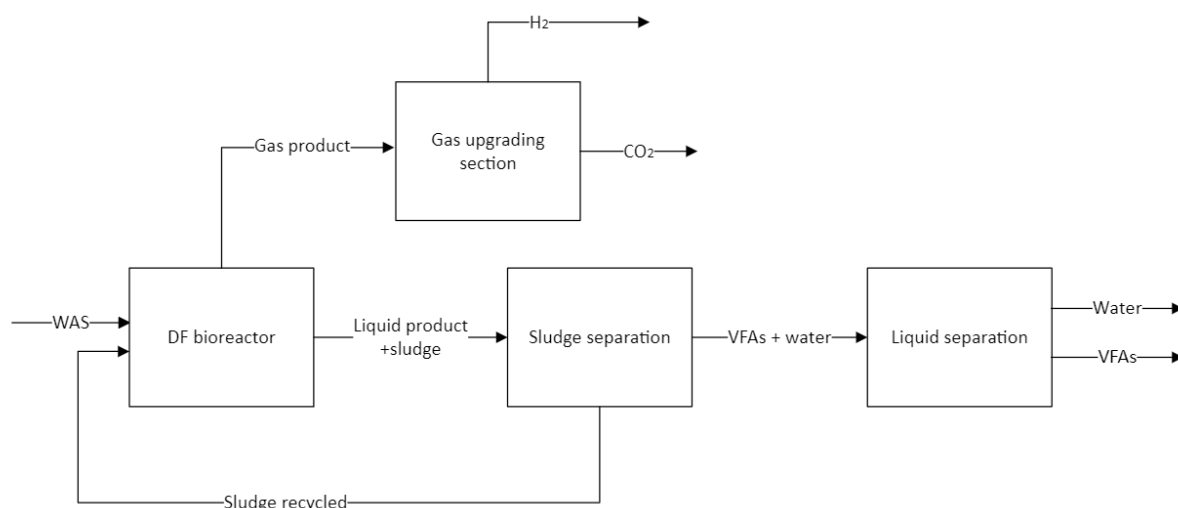 H2
Gas product
Gas upgrading
section
CO2
WAS
DF bioreactor
Liquid product
+sludge
Sludge separation
VFAs + water
Liquid separation
Water
VFAs
Sludge recycled